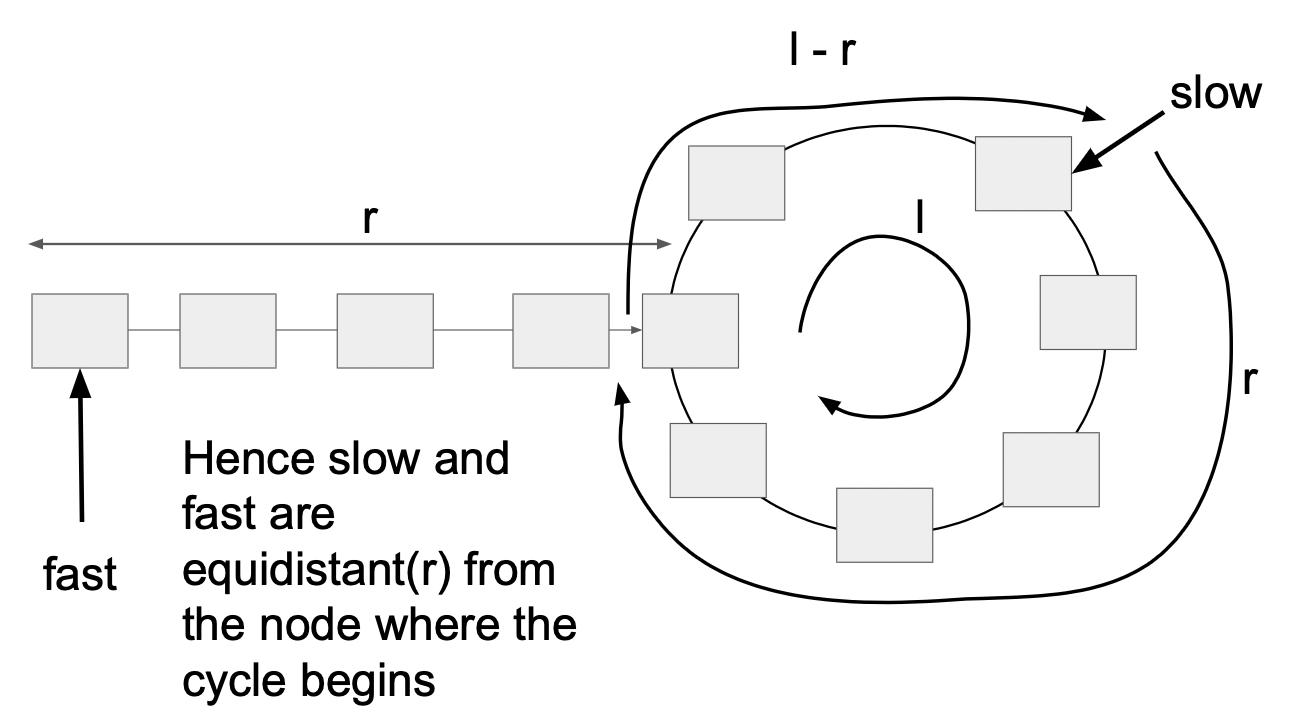 l - r
slow
r
l
r
fast
Hence slow and
fast are
equidistant(r) from
the node where the
cycle begins